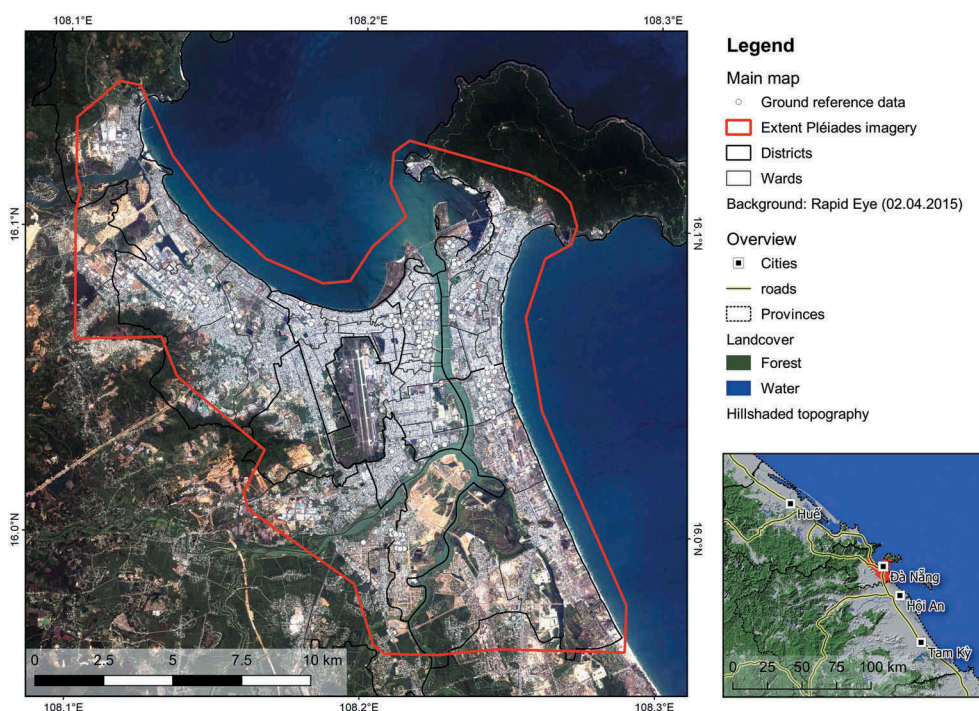 108.1°E
108.2°E
108.3°E
16.1°N
16.1°N
16.0°N
16.0°N
0 2.5 5 7.5 10 km
108.1°E
108.2°E
108.3°E
Legend
Main map
Ground reference data
Extent Pléiades imagery
Districts
Wards
Background: Rapid Eye (02.04.2015)
Overview
Cities
roads
Provinces
Landcover
Forest
Water
Hillshaded topography
Huế
Đà Nẵng
Hội An
Tam Kỳ
0 25 50 75 100 km